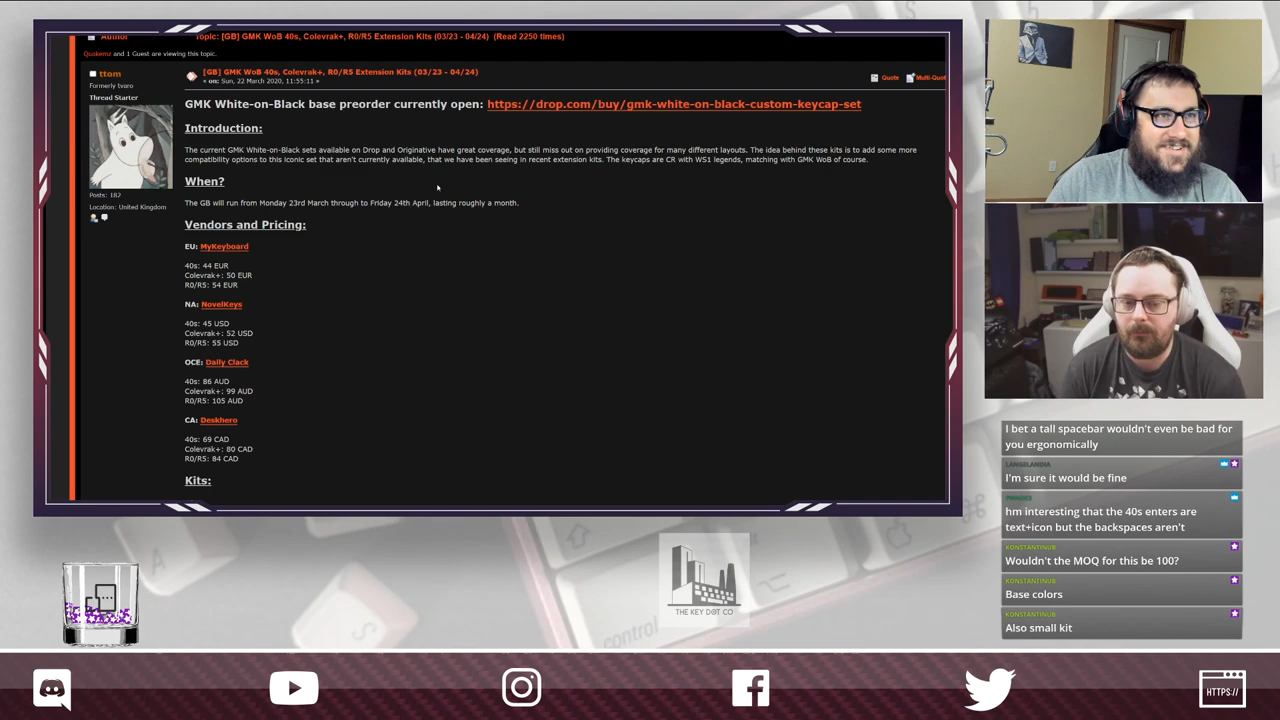 Author
Topic: [GB] GMK WoB 40s, Colevrak+, R0/R5 Extension Kits (03/23 - 04/24) (Read 2250 times)
Quakemz and 1 Guest are viewing this topic.
ttom
Formerly tvaro
Thread Starter
Posts: 182
Location: United Kingdom
[GB] GMK WoB 40s, Colevrak+, R0/R5 Extension Kits (03/23 - 04/24)
« on: Sun, 22 March 2020, 11:55:11 »
Quote
Multi-Quot
GMK White-on-Black base preorder currently open: https://drop.com/buy/gmk-white-on-black-custom-keycap-set
Introduction:
The current GMK White-on-Black sets available on Drop and Originative have great coverage, but still miss out on providing coverage for many different layouts. The idea behind these kits is to add some more
compatibility options to this iconic set that aren't currently available, that we have been seeing in recent extension kits. The keycaps are CR with WS1 legends, matching with GMK WoB of course.
When?
The GB will run from Monday 23rd March through to Friday 24th April, lasting roughly a month.
Vendors and Pricing:
EU: MyKeyboard
40s: 44 EUR
Colevrak+: 50 EUR
R0/R5: 54 EUR
NA: NovelKeys
40s: 45 USD
Colevrak+: 52 USD
R0/R5: 55 USD
OCE: Daily Clack
40s: 86 AUD
Colevrak+: 99 AUD
R0/R5: 105 AUD
CA: Deskhero
40s: 69 CAD
Colevrak+: 80 CAD
R0/R5: 84 CAD
Kits:
I bet a tall spacebar wouldn't even be bad for
you ergonomically
I'm sure it would be fine
hm interesting that the 40s enters are
text+icon but the backspaces aren't
KONSTANTINUB
Wouldn't the MOQ for this be 100?
KONSTANTINUB
Base colors
KONSTANTINUB
Also small kit
THE KEY DOT CO
control
HTTPS://